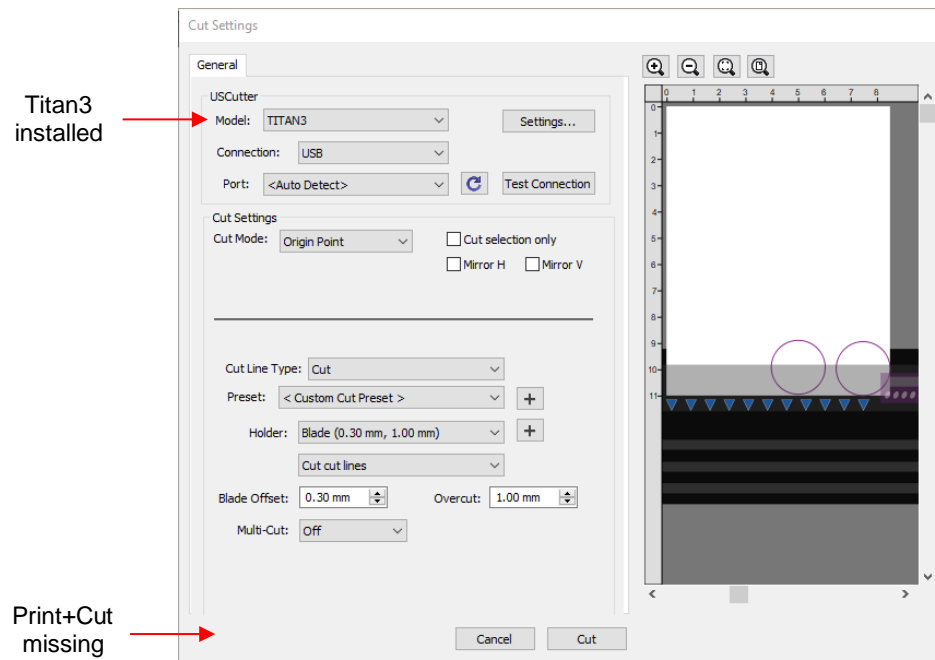 Cut Settings
General
USCutter
Titan3
installed
Model: TITAN3 Settings...
Connection: USB
Port: <Auto Detect> Test Connection
Cut Settings
Cut Mode: Origin Point Cut selection only
Mirror H Mirror V
Cut Line Type: Cut
Preset: < Custom Cut Preset > +
Holder: Blade (0.30 mm, 1.00 mm) +
Cut cut lines
Blade Offset: 0.30 mm Overcut: 1.00 mm
Multi-Cut: Off
Print+Cut
missing
Cancel Cut
0 1 2 3 4 5 6 7 8
0
1
2
3
4
5
6
7
8
9
10
11